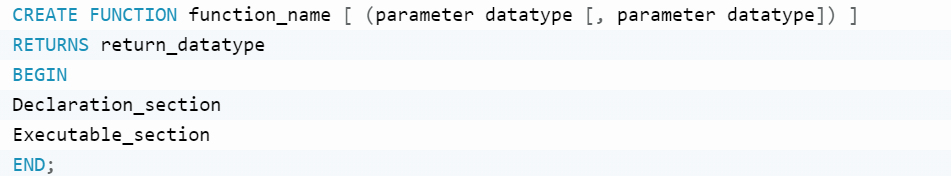 CREATE FUNCTION function_name [ (parameter datatype [, parameter datatype]) ]
RETURNS return_datatype
BEGIN
Declaration_section
Executable_section
END;